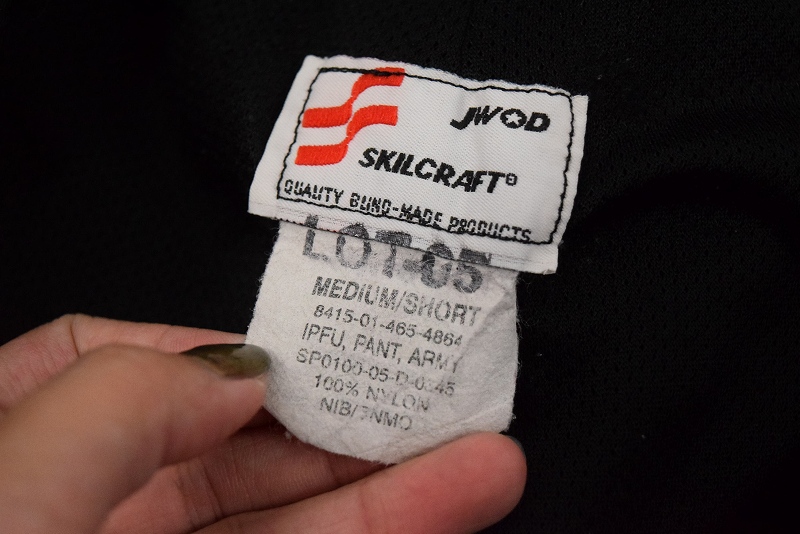 JWOD
SKILCRAFT®
QUALITY BLIND-MADE PRODUCTS
LOT-05
MEDIUM/SHORT
8415-01-465-4864
IPFU, PANT, ARMY
100% NYLON